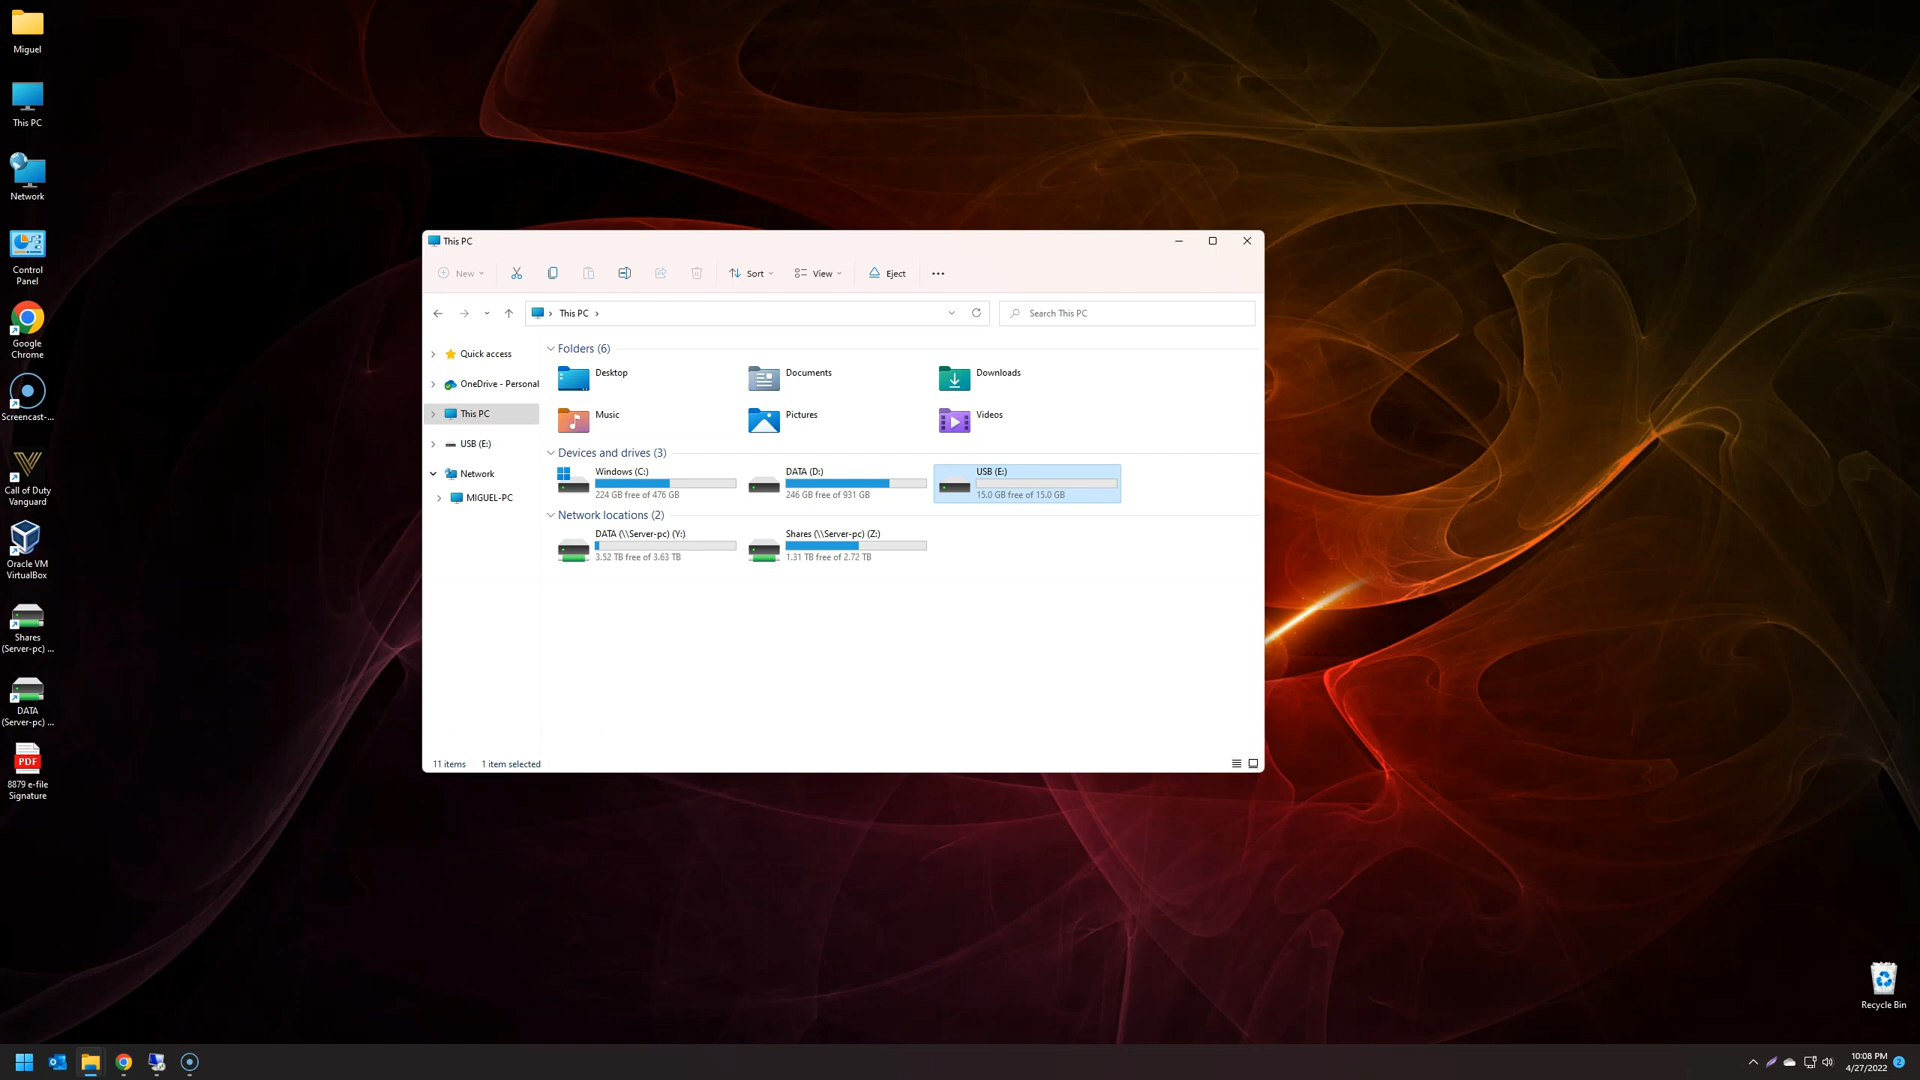 Miguel
This PC
Network
Control
Panel
Google
Chrome
Screencast-...
Call of Duty
Vanguard
Oracle VM
VirtualBox
Shares
(Server-pc) ...
DATA
(Server-pc) ...
PDF
8879 e-file
Signature
This PC
New
Sort
View
Eject
This PC
Search This PC
Quick access
OneDrive - Personal
This PC
USB (E:)
Network
MIGUEL-PC
Folders (6)
Desktop
Documents
Downloads
Music
Pictures
Videos
Devices and drives (3)
Windows (C:)
224 GB free of 476 GB
DATA (D:)
246 GB free of 931 GB
USB (E:)
15.0 GB free of 15.0 GB
Network locations (2)
DATA (\\Server-pc) (Y:)
3.52 TB free of 3.63 TB
Shares (\\Server-pc) (Z:)
1.31 TB free of 2.72 TB
11 items
1 item selected
Recycle Bin
10:08 PM
4/27/2022
2